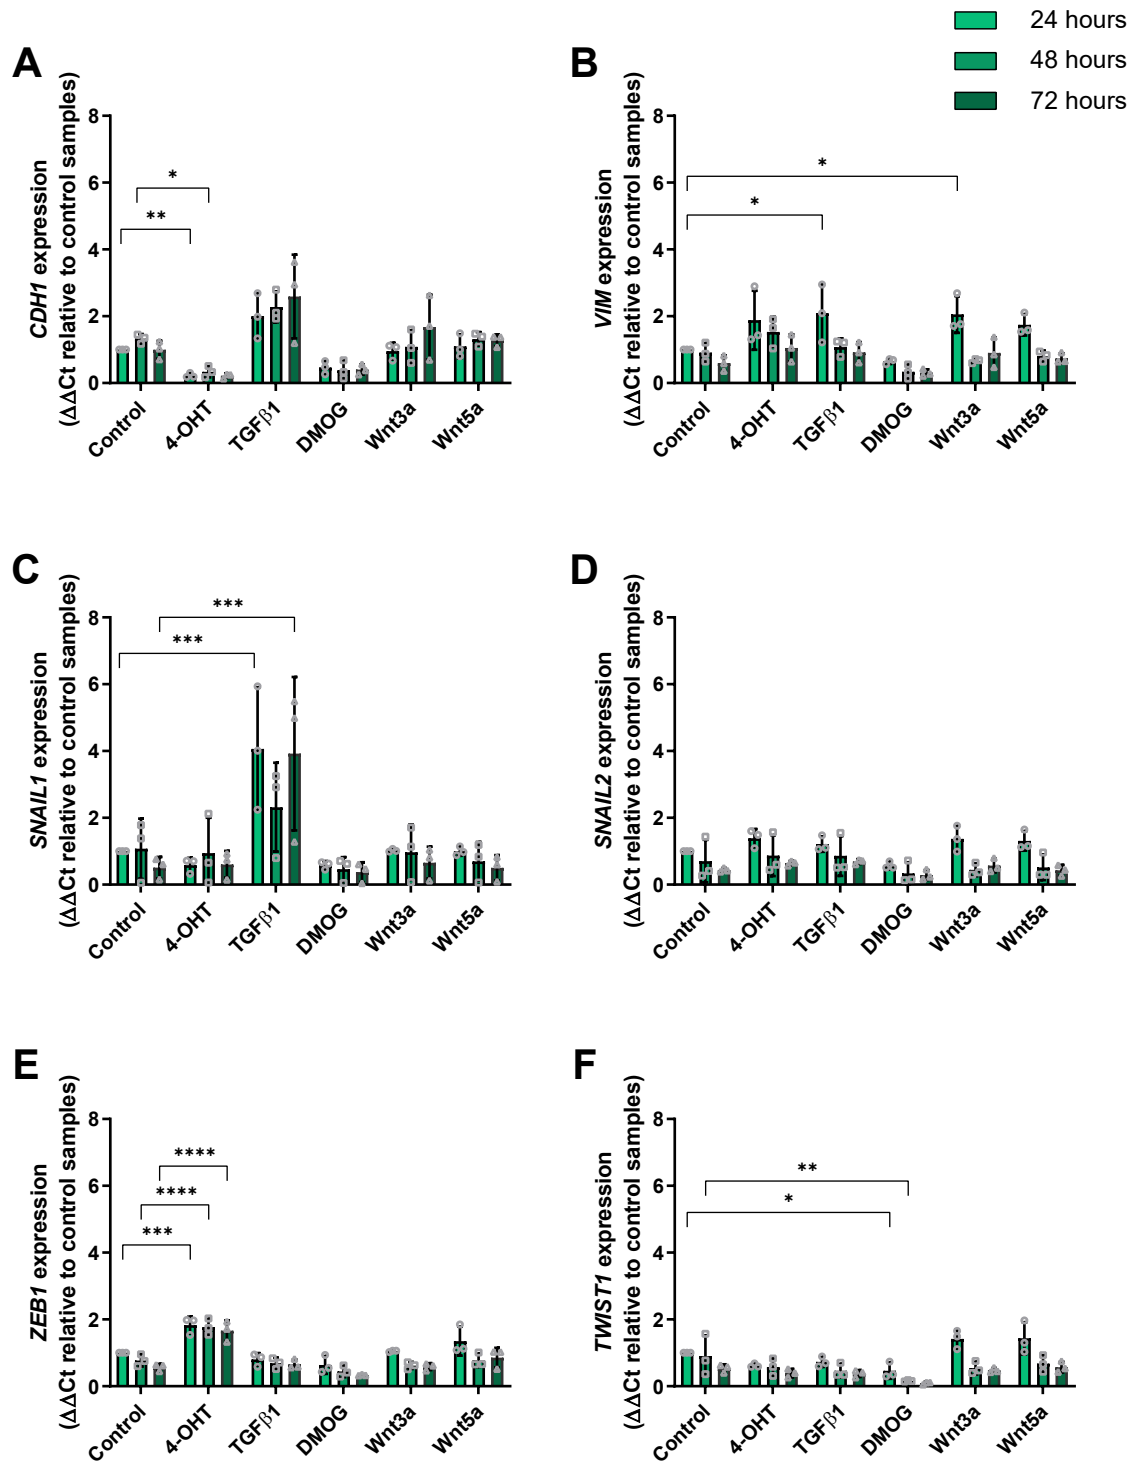 24 hours
48 hours
72 hours
A
CDH1 expression
(ΔΔCt relative to control samples)
8
6
4
2
0
*
**
Control
4-OHT
TGFβ1
DMOG
Wnt3a
Wnt5a
B
VIM expression
(ΔΔCt relative to control samples)
8
6
4
2
0
*
*
Control
4-OHT
TGFβ1
DMOG
Wnt3a
Wnt5a
C
SNAIL1 expression
(ΔΔCt relative to control samples)
8
6
4
2
0
***
***
Control
4-OHT
TGFβ1
DMOG
Wnt3a
Wnt5a
D
SNAIL2 expression
(ΔΔCt relative to control samples)
8
6
4
2
0
Control
4-OHT
TGFβ1
DMOG
Wnt3a
Wnt5a
E
ZEB1 expression
(ΔΔCt relative to control samples)
8
6
4
2
0
****
****
***
Control
4-OHT
TGFβ1
DMOG
Wnt3a
Wnt5a
F
TWIST1 expression
(ΔΔCt relative to control samples)
8
6
4
2
0
**
*
Control
4-OHT
TGFβ1
DMOG
Wnt3a
Wnt5a